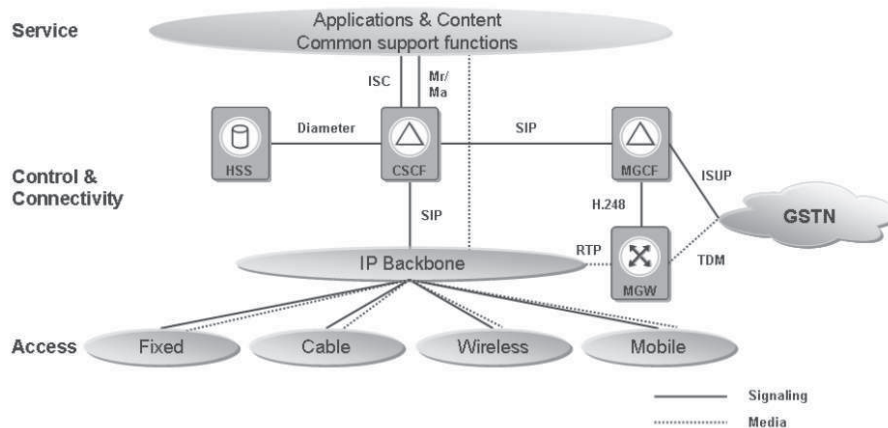 Service
Applications & Content
Common support functions
ISC
Mr/
Ma
Diameter
SIP
HSS
CSCF
MGCF
Control &
Connectivity
ISUP
H.248
GSTN
SIP
RTP
TDM
IP Backbone
MGW
Access
Fixed
Cable
Wireless
Mobile
Signaling
Media